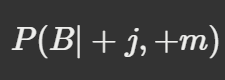 P(B| + j, +m)